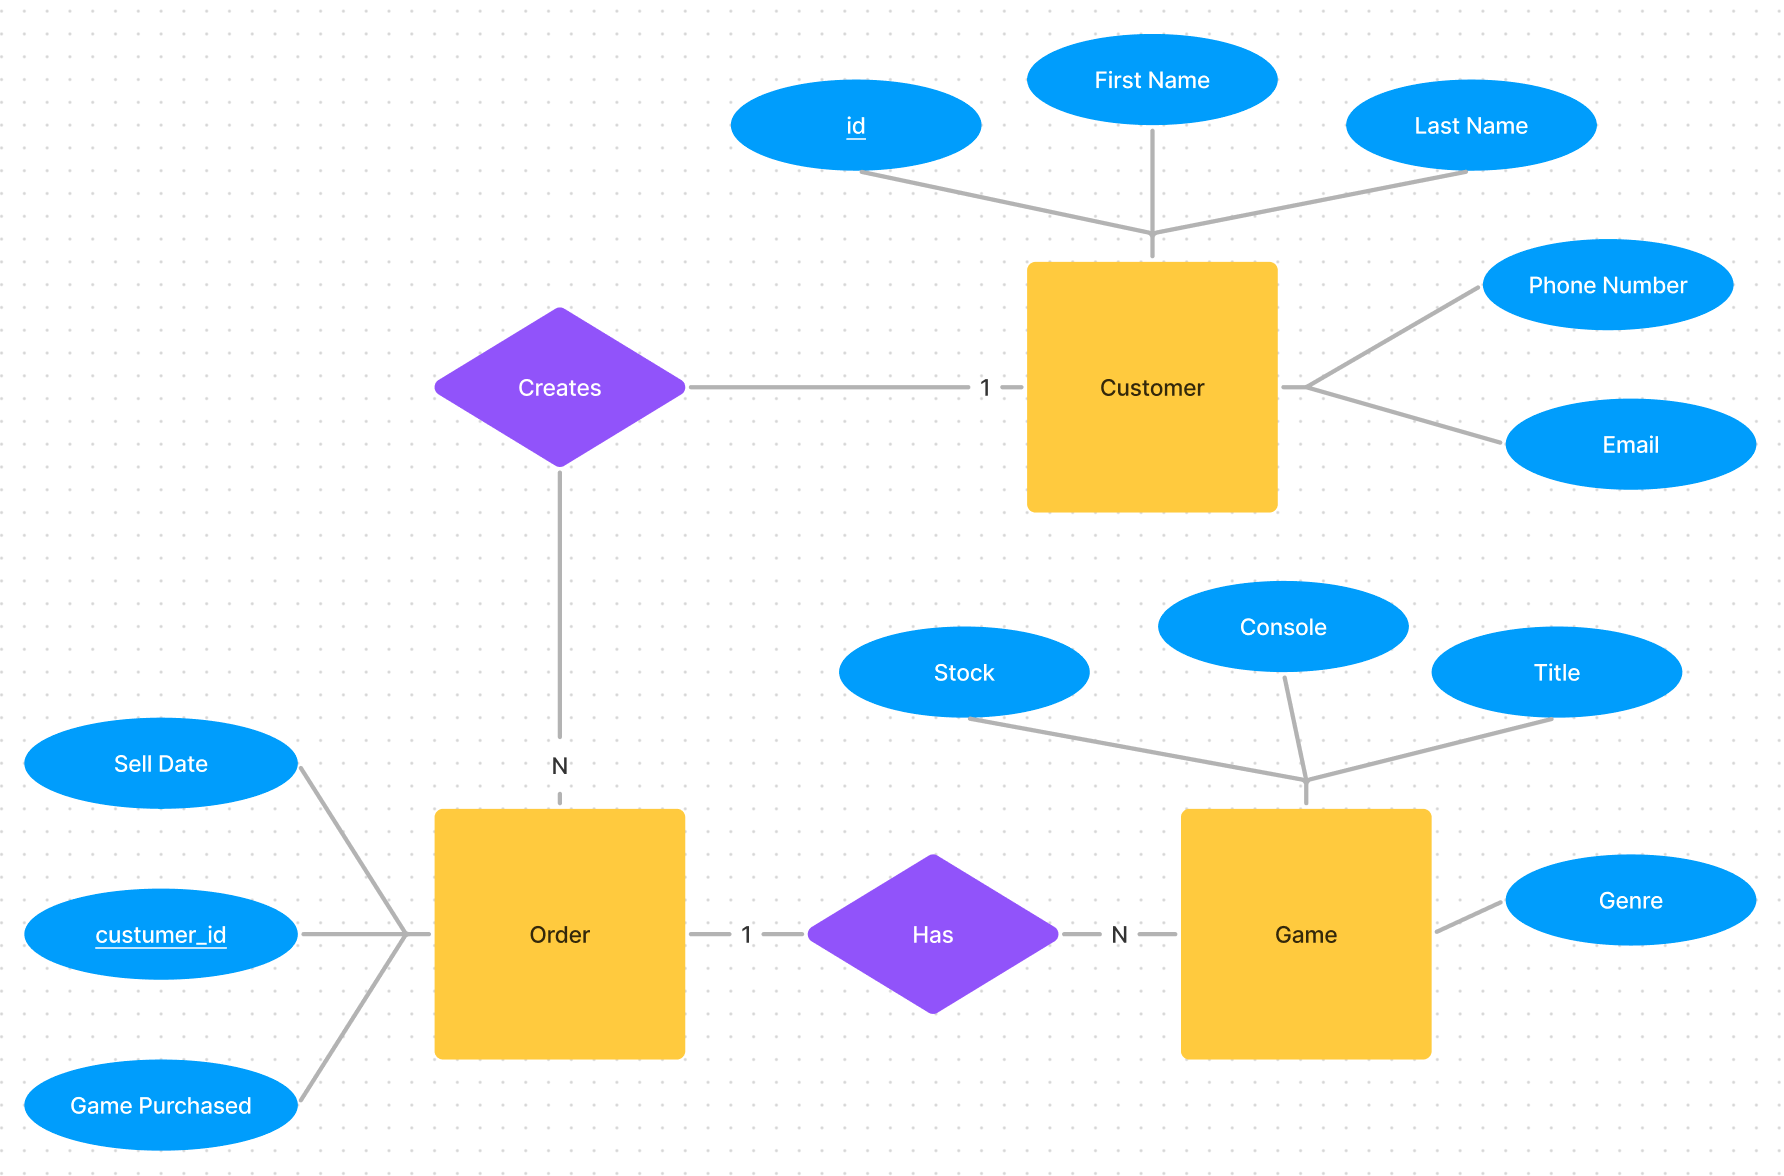 First Name
id
Last Name
Phone Number
Creates
1
Customer
Email
Console
Stock
Title
Sell Date
N
Genre
custumer_id
Order
1
Has
N
Game
Game Purchased